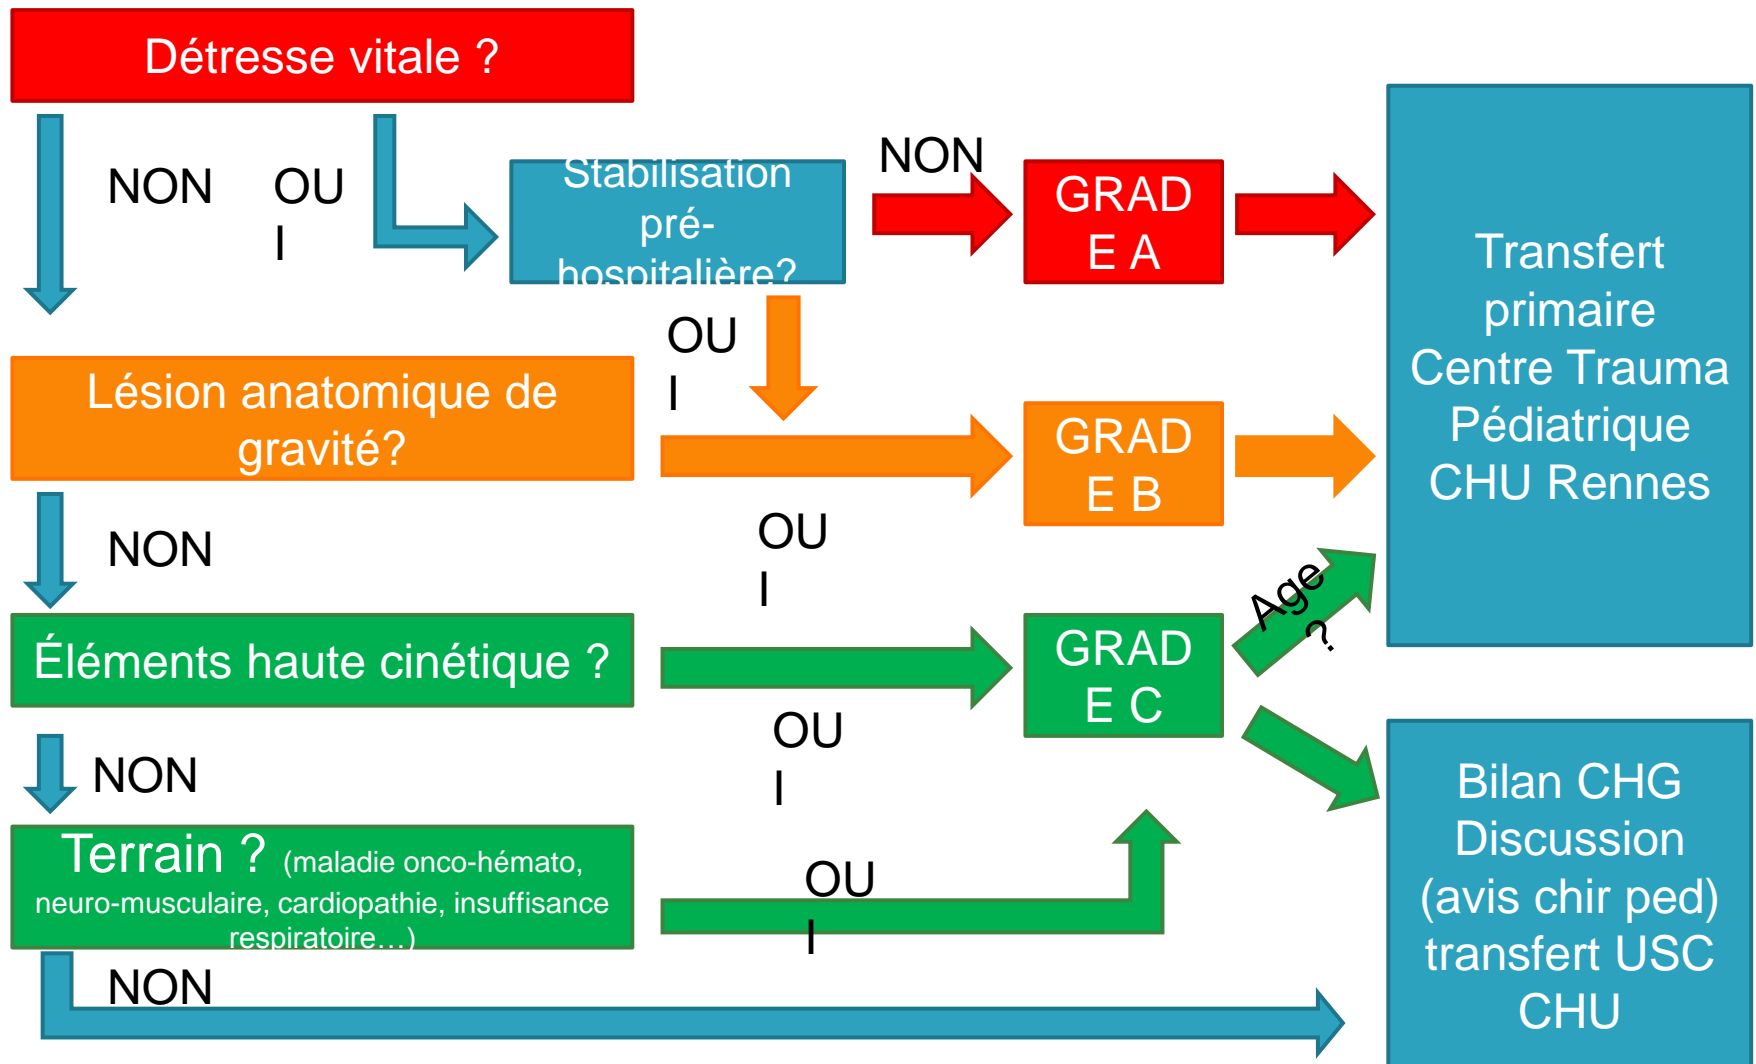 Détresse vitale ?
NON
OU
I
Stabilisation
pré-
hospitalière?
NON
GRAD
E A
Transfert
primaire
Centre Trauma
Pédiatrique
CHU Rennes
OU
I
Lésion anatomique de
gravité?
GRAD
E B
NON
OU
I
Éléments haute cinétique ?
GRAD
E C
Age
?
NON
OU
I
Terrain ? (maladie onco-hémato,
neuro-musculaire, cardiopathie, insuffisance
respiratoire…)
OU
I
NON
Bilan CHG
Discussion
(avis chir ped)
transfert USC
CHU